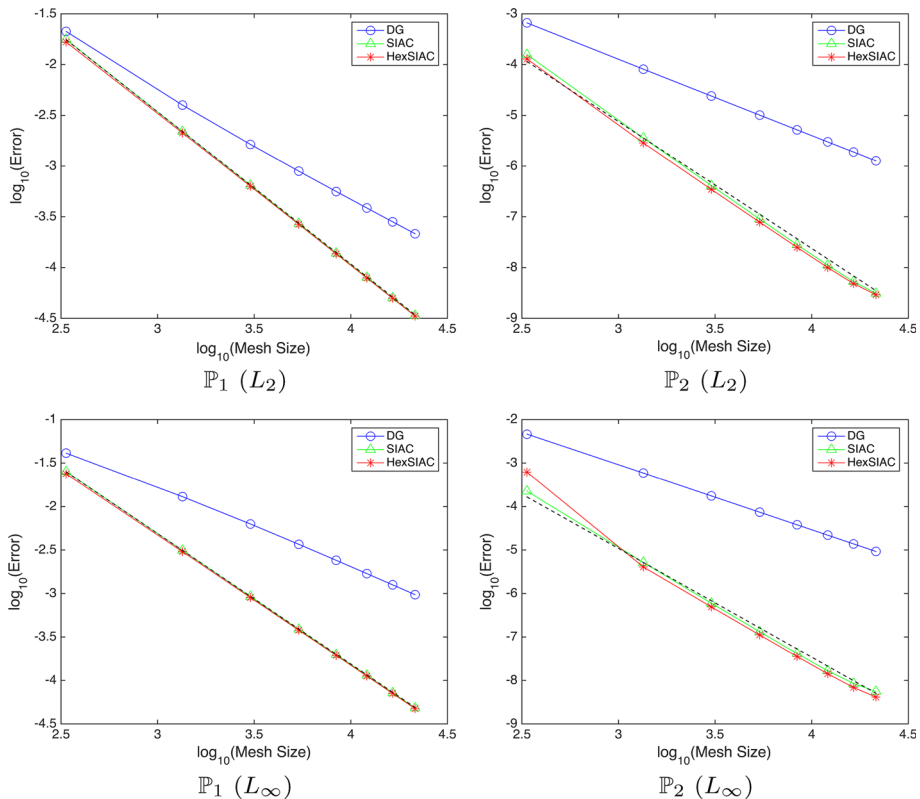 -1.5
-2
-2.5
-3
-3.5
-4
-4.5
2.5 3 3.5 4 4.5
log10(Error)
log10(Mesh Size)
DG
SIAC
HexSIAC
ℙ1 (L2)
-3
-4
-5
-6
-7
-8
-9
2.5 3 3.5 4 4.5
log10(Error)
log10(Mesh Size)
DG
SIAC
HexSIAC
ℙ2 (L2)
-1
-1.5
-2
-2.5
-3
-3.5
-4
-4.5
2.5 3 3.5 4 4.5
log10(Error)
log10(Mesh Size)
DG
SIAC
HexSIAC
ℙ1 (L∞)
-2
-3
-4
-5
-6
-7
-8
-9
2.5 3 3.5 4 4.5
log10(Error)
log10(Mesh Size)
DG
SIAC
HexSIAC
ℙ2 (L∞)